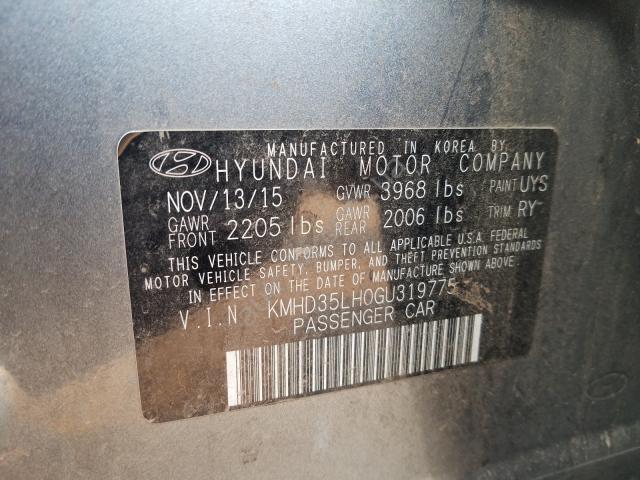 MANUFACTURED IN KOREA BY
HYUNDAI MOTOR COMPANY
NOV/13/15 GVWR 3968 lbs PAINT UYS
GAWR FRONT 2205 lbs GAWR REAR 2006 lbs TRIM RY
THIS VEHICLE CONFORMS TO ALL APPLICABLE U.S.A. FEDERAL
MOTOR VEHICLE SAFETY, BUMPER, AND THEFT PREVENTION STANDARDS
IN EFFECT ON THE DATE OF MANUFACTURE SHOWN ABOVE.
V.I.N KMHD35LH0GU319775
PASSENGER CAR